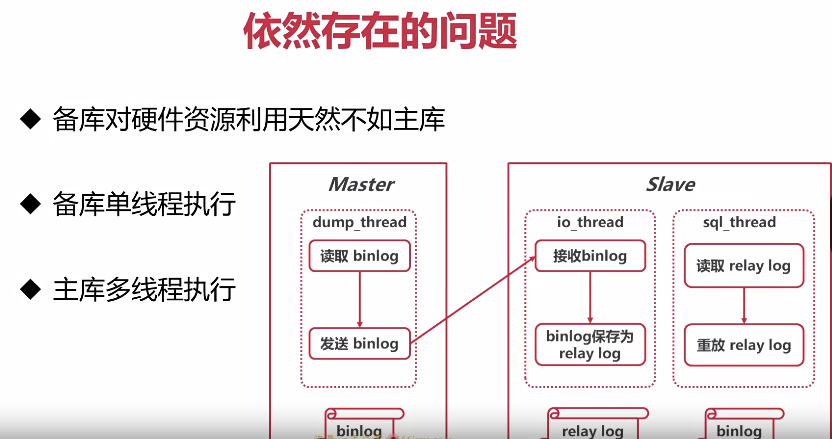 依然存在的问题
◆ 备库对硬件资源利用天然不如主库
◆ 备库单线程执行
◆ 主库多线程执行
Master
dump_thread
读取 binlog
发送 binlog
binlog
Slave
io_thread
接收binlog
binlog保存为
relay log
relay log
sql_thread
读取 relay log
重放 relay log
binlog